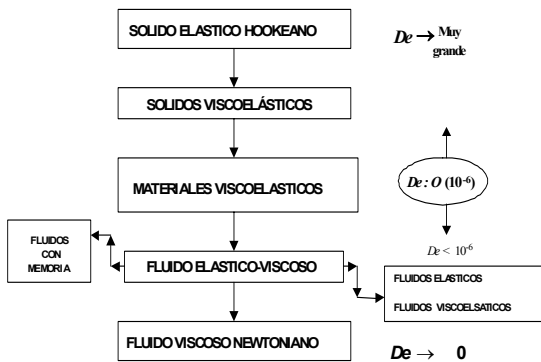 SOLIDO ELASTICO HOOKEANO
De → Muy
grande
SOLIDOS VISCOELÁSTICOS
MATERIALES VISCOELASTICOS
De : O (10⁻⁶)
FLUIDOS
CON
MEMORIA
FLUIDO ELASTICO-VISCOSO
De < 10⁻⁶
FLUIDOS ELASTICOS
FLUIDOS VISCOELSATICOS
FLUIDO VISCOSO NEWTONIANO
De → 0